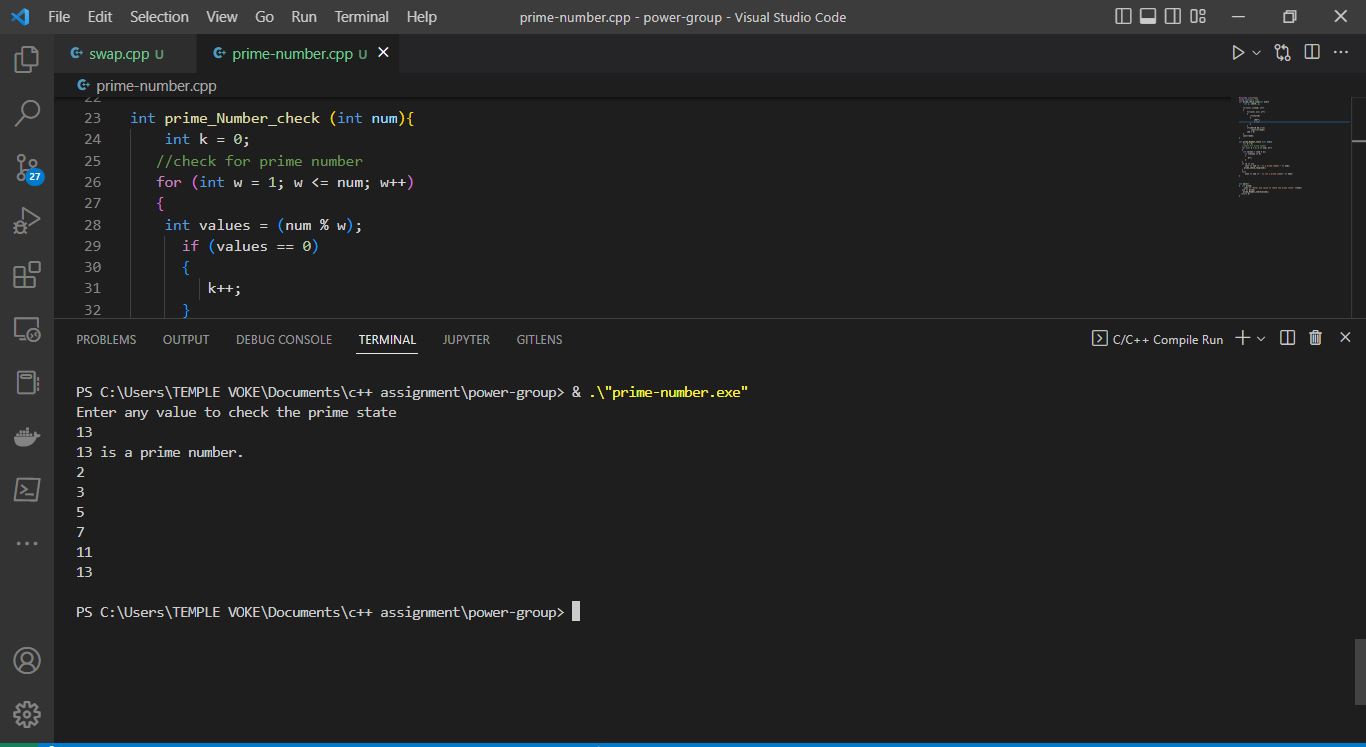 File Edit Selection View Go Run Terminal Help prime-number.cpp - power-group - Visual Studio Code
swap.cpp U prime-number.cpp U
prime-number.cpp
22
23 int prime_Number_check (int num){
24 int k = 0;
25 //check for prime number
26 for (int w = 1; w <= num; w++)
27 {
28 int values = (num % w);
29 if (values == 0)
30 {
31 k++;
32 }
27
PROBLEMS OUTPUT DEBUG CONSOLE TERMINAL JUPYTER GITLENS C/C++ Compile Run
PS C:\Users\TEMPLE VOKE\Documents\c++ assignment\power-group> & .\"prime-number.exe"
Enter any value to check the prime state
13
13 is a prime number.
2
3
5
7
11
13
PS C:\Users\TEMPLE VOKE\Documents\c++ assignment\power-group>